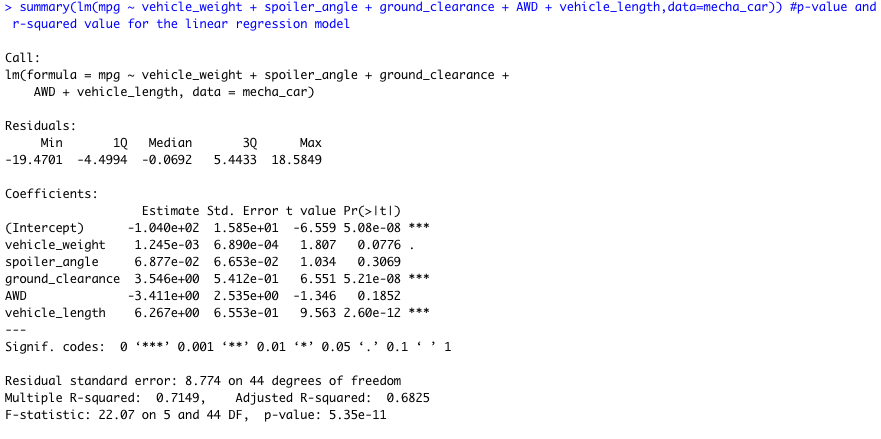 > summary(lm(mpg ~ vehicle_weight + spoiler_angle + ground_clearance + AWD + vehicle_length,data=mecha_car)) #p-value and
r-squared value for the linear regression model

Call:
lm(formula = mpg ~ vehicle_weight + spoiler_angle + ground_clearance +
    AWD + vehicle_length, data = mecha_car)

Residuals:
     Min       1Q   Median       3Q      Max
-19.4701  -4.4994  -0.0692   5.4433  18.5849

Coefficients:
                   Estimate Std. Error t value Pr(>|t|)
(Intercept)      -1.040e+02  1.585e+01  -6.559 5.08e-08 ***
vehicle_weight    1.245e-03  6.890e-04   1.807   0.0776 .
spoiler_angle     6.877e-02  6.653e-02   1.034   0.3069
ground_clearance  3.546e+00  5.412e-01   6.551 5.21e-08 ***
AWD              -3.411e+00  2.535e+00  -1.346   0.1852
vehicle_length    6.267e+00  6.553e-01   9.563 2.60e-12 ***
---
Signif. codes:  0 ‘***’ 0.001 ‘**’ 0.01 ‘*’ 0.05 ‘.’ 0.1 ‘ ’ 1

Residual standard error: 8.774 on 44 degrees of freedom
Multiple R-squared:  0.7149,    Adjusted R-squared:  0.6825
F-statistic: 22.07 on 5 and 44 DF,  p-value: 5.35e-11